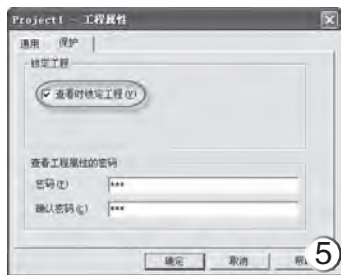 Project1 - 工程属性
通用 保护
锁定工程
查看时锁定工程(V)
查看工程属性的密码
密码(P) ***
确认密码(C) ***
确定 取消
5